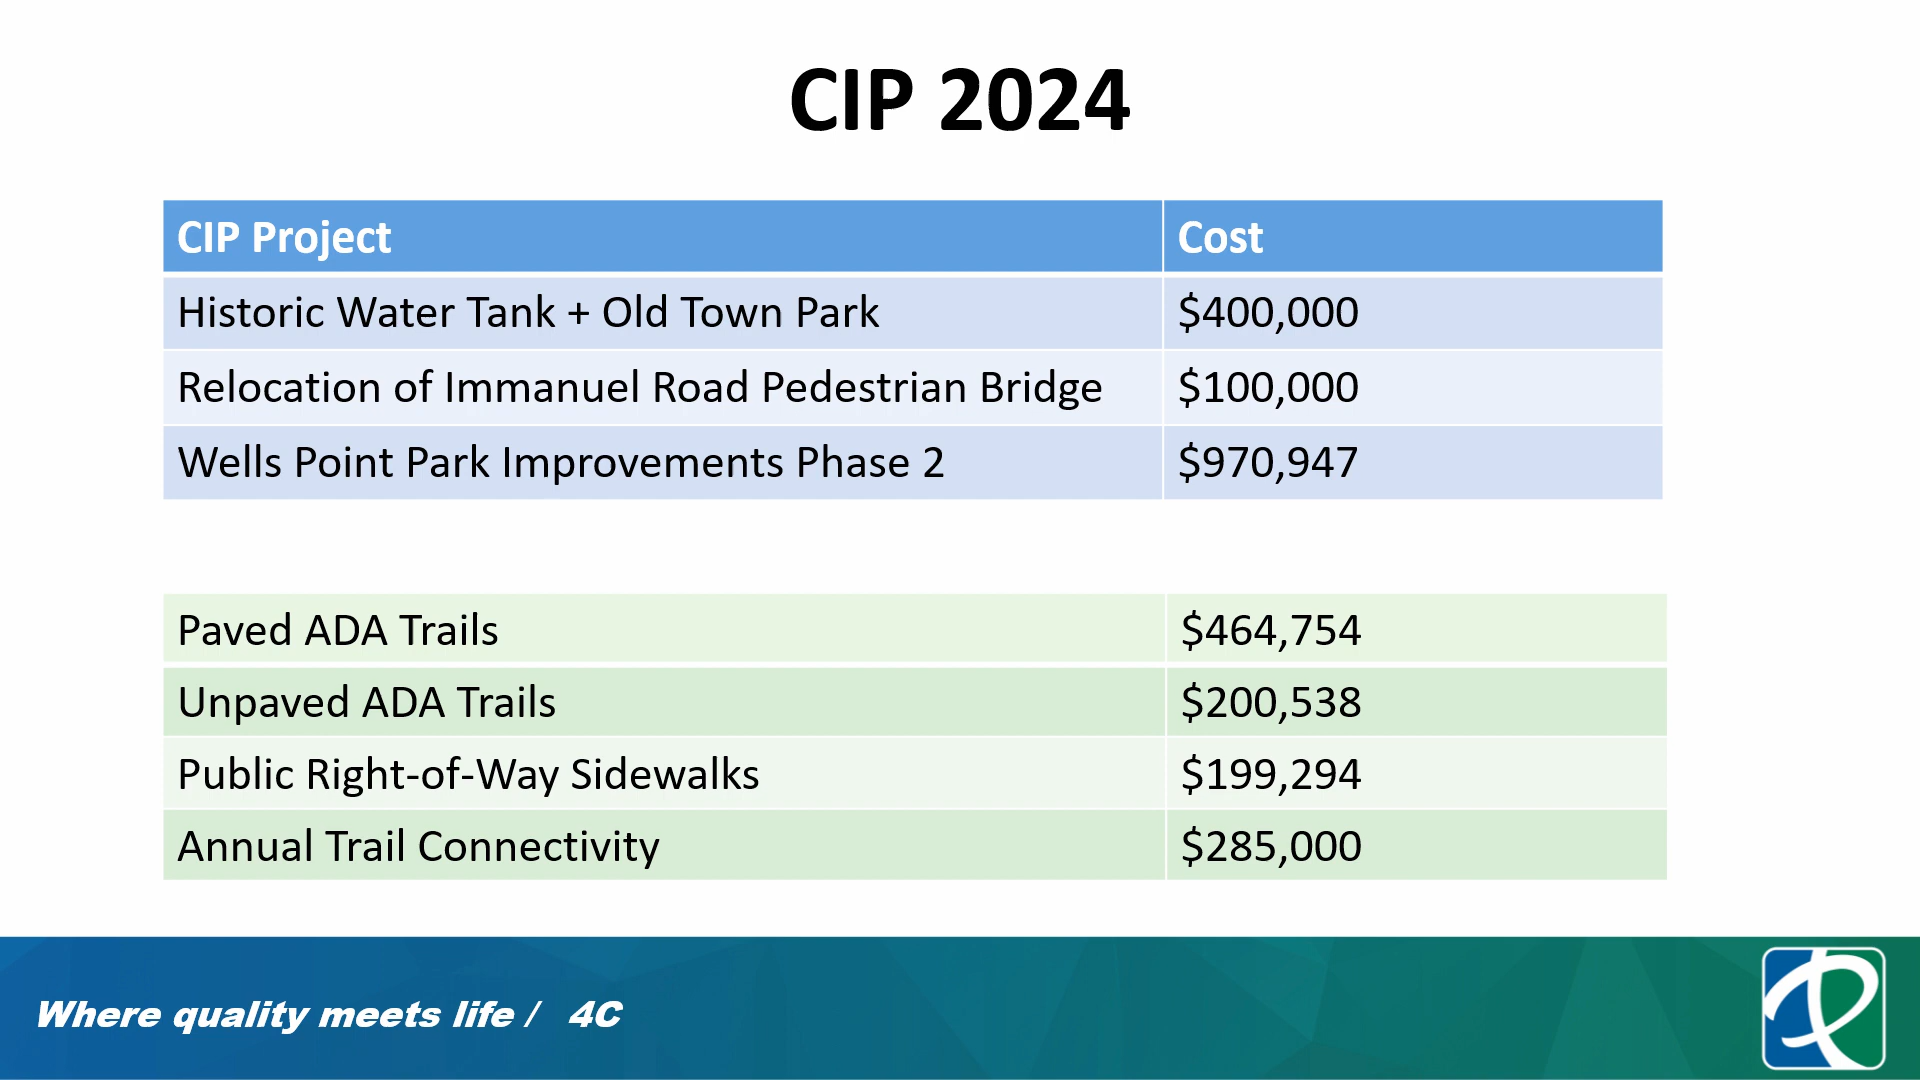 CIP 2024
CIP Project Cost
Historic Water Tank + Old Town Park $400,000
Relocation of Immanuel Road Pedestrian Bridge $100,000
Wells Point Park Improvements Phase 2 $970,947
Paved ADA Trails $464,754
Unpaved ADA Trails $200,538
Public Right-of-Way Sidewalks $199,294
Annual Trail Connectivity $285,000
Where quality meets life / 4C